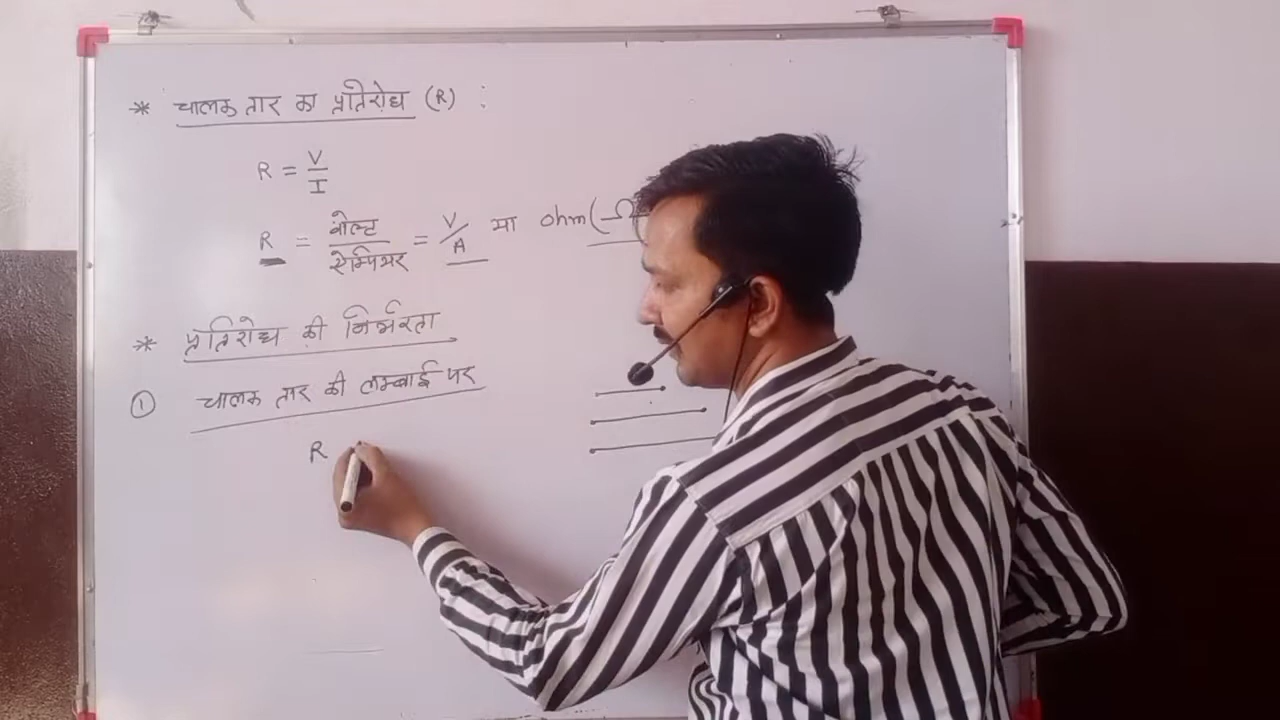 * चालक तार का प्रतिरोध (R) :
R = V/I
R = वोल्ट/ऐम्पियर = V/A या ohm (Ω
* प्रतिरोध की निर्भरता
① चालक तार की लम्बाई पर
R